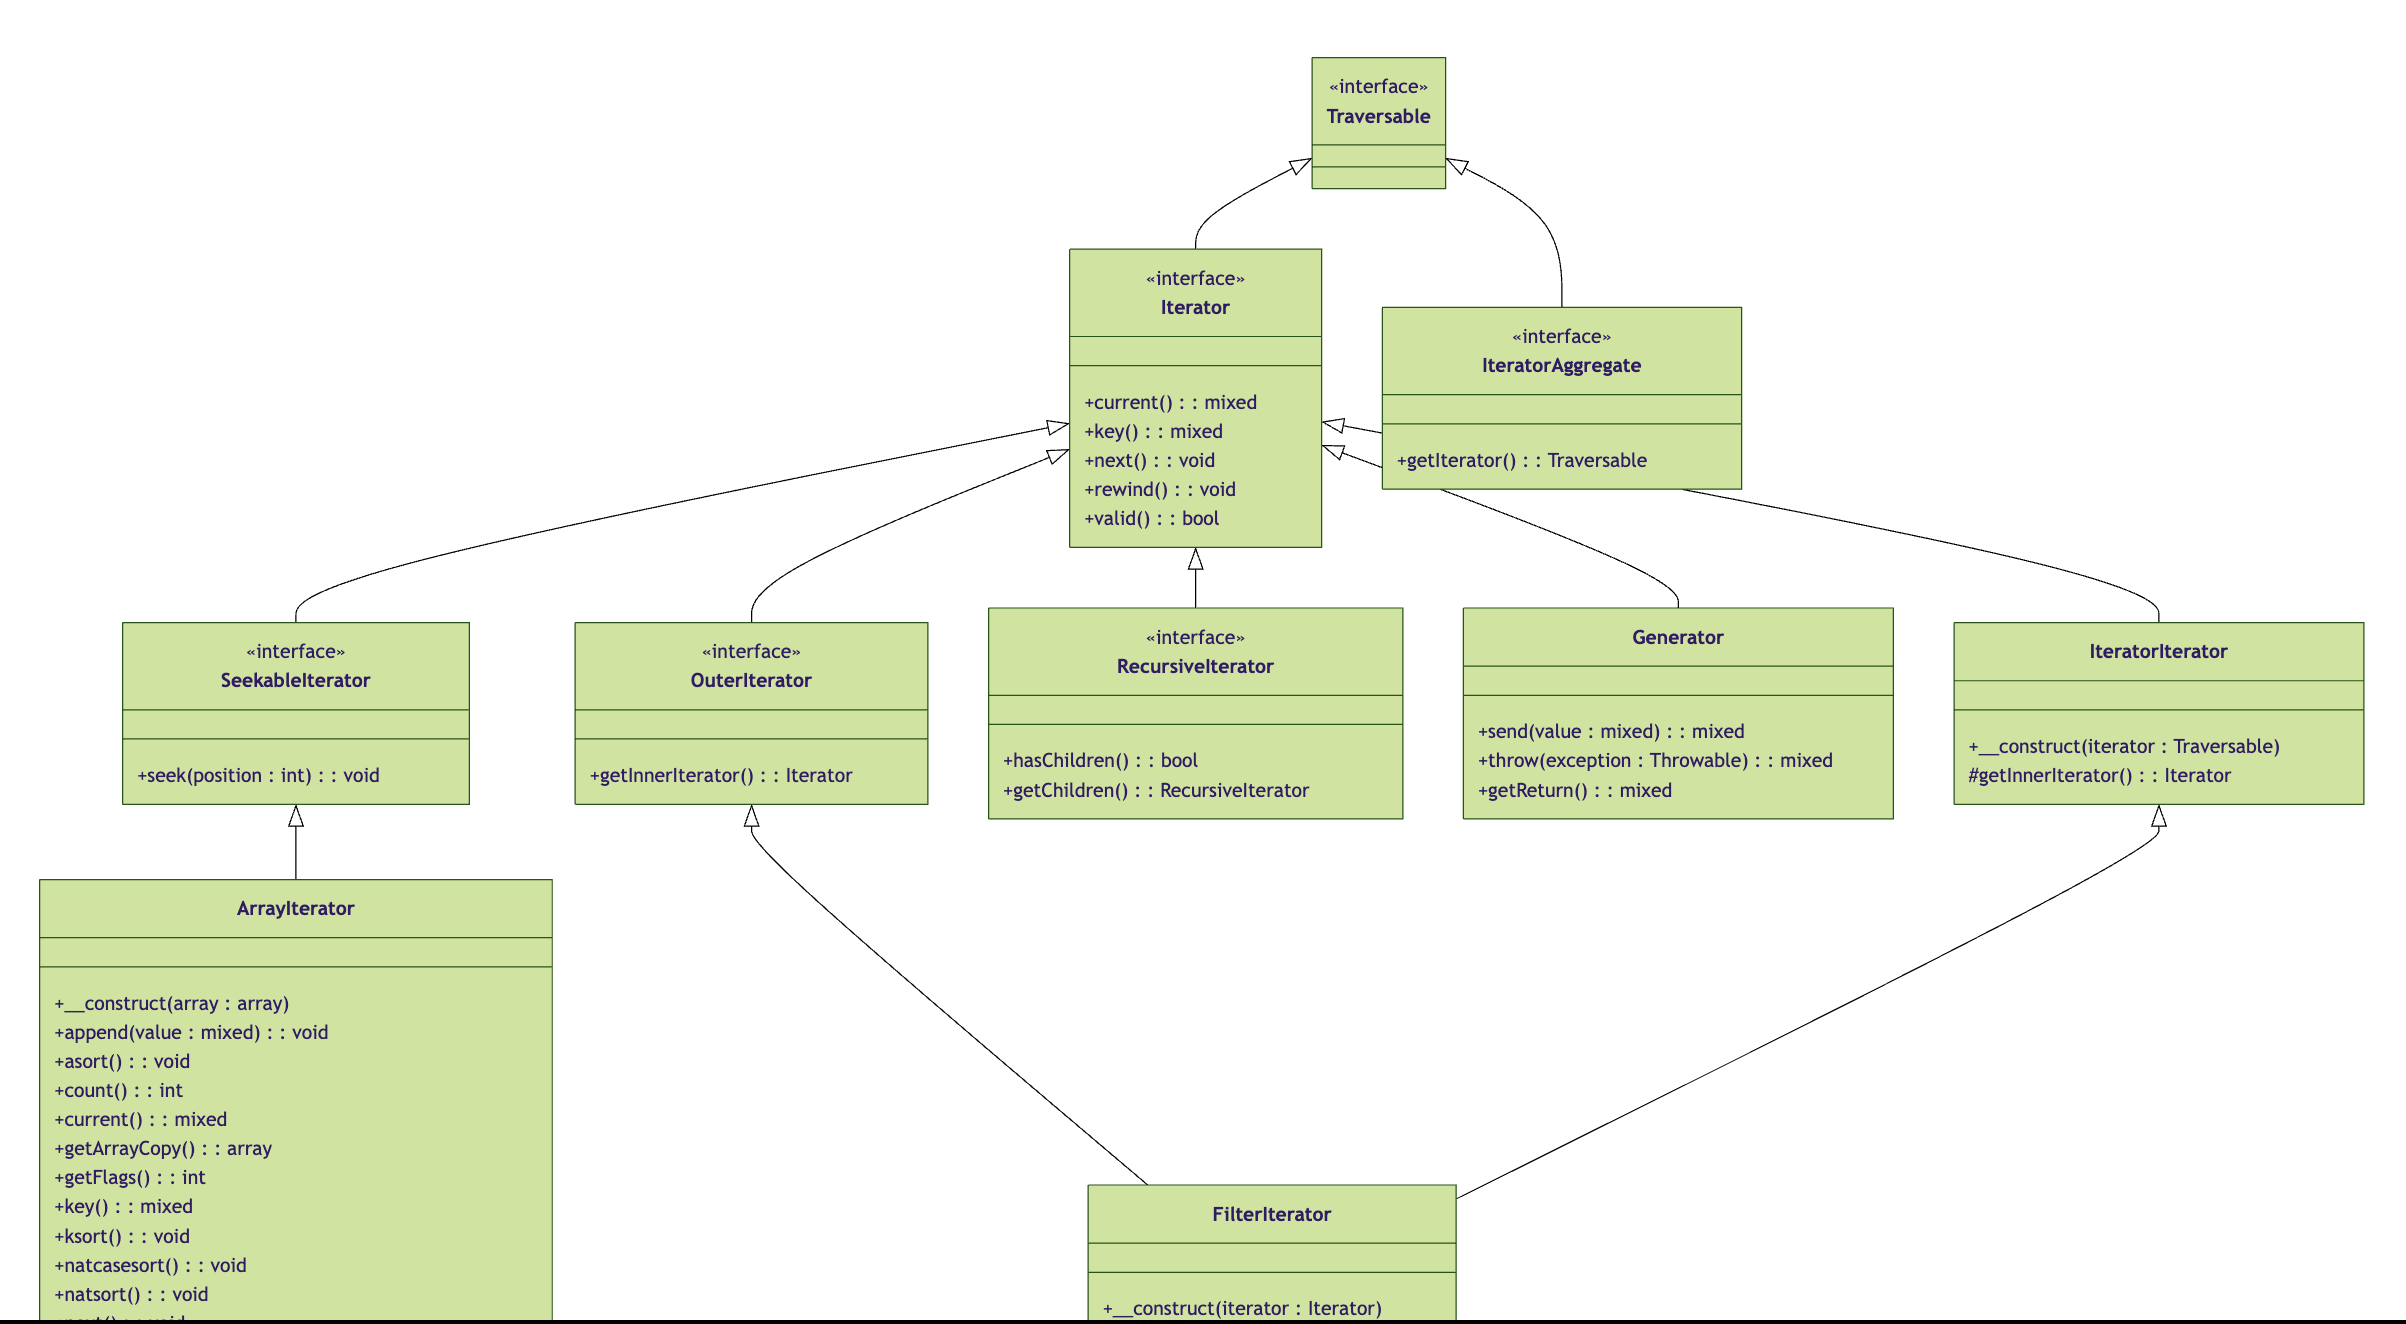 «interface»
Traversable
«interface»
Iterator
+current() : : mixed
+key() : : mixed
+next() : : void
+rewind() : : void
+valid() : : bool
«interface»
IteratorAggregate
+getIterator() : : Traversable
«interface»
SeekableIterator
+seek(position : int) : : void
«interface»
OuterIterator
+getInnerIterator() : : Iterator
«interface»
RecursiveIterator
+hasChildren() : : bool
+getChildren() : : RecursiveIterator
Generator
+send(value : mixed) : : mixed
+throw(exception : Throwable) : : mixed
+getReturn() : : mixed
IteratorIterator
+__construct(iterator : Traversable)
#getInnerIterator() : : Iterator
ArrayIterator
+__construct(array : array)
+append(value : mixed) : : void
+asort() : : void
+count() : : int
+current() : : mixed
+getArrayCopy() : : array
+getFlags() : : int
+key() : : mixed
+ksort() : : void
+natcasesort() : : void
+natsort() : : void
FilterIterator
+__construct(iterator : Iterator)